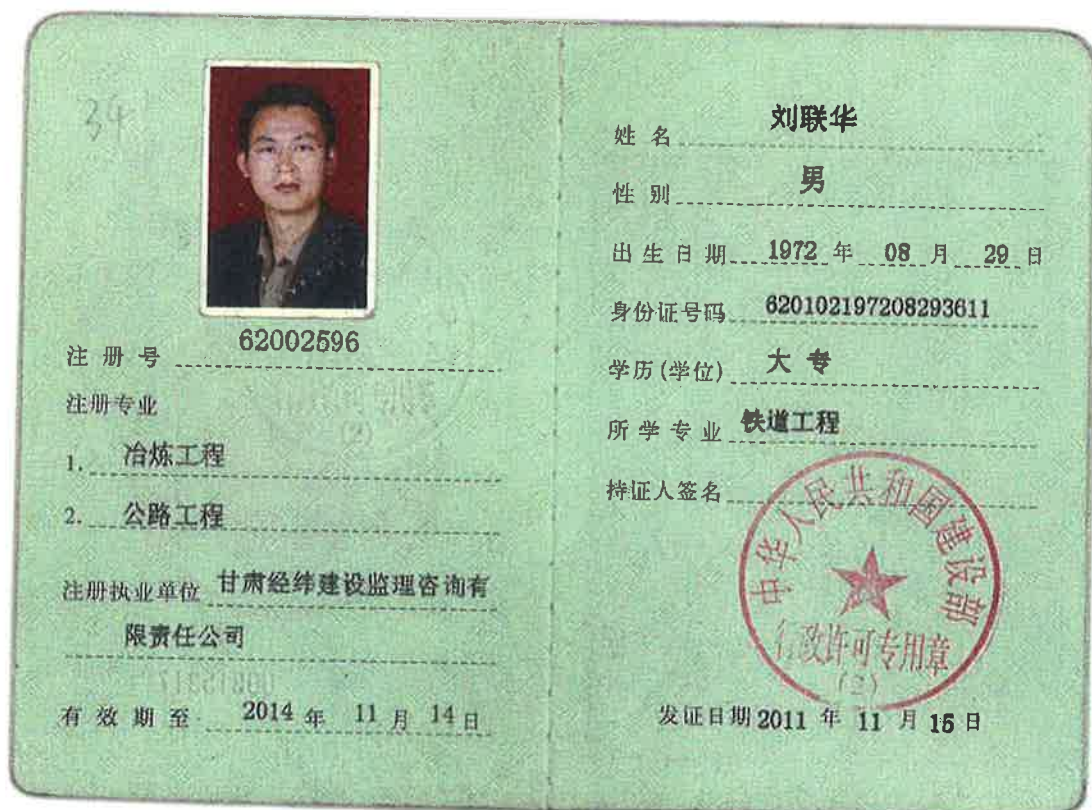 34
注册号 62002596
注册专业
1. 冶炼工程
2. 公路工程
注册执业单位 甘肃经纬建设监理咨询有
限责任公司
有效期至 2014 年 11 月 14 日
姓名 刘联华
性别 男
出生日期 1972 年 08 月 29 日
身份证号码 620102197208293611
学历(学位) 大专
所学专业 铁道工程
持证人签名
中华人民共和国建设部
行政许可专用章
(2)
发证日期 2011 年 11 月 15 日